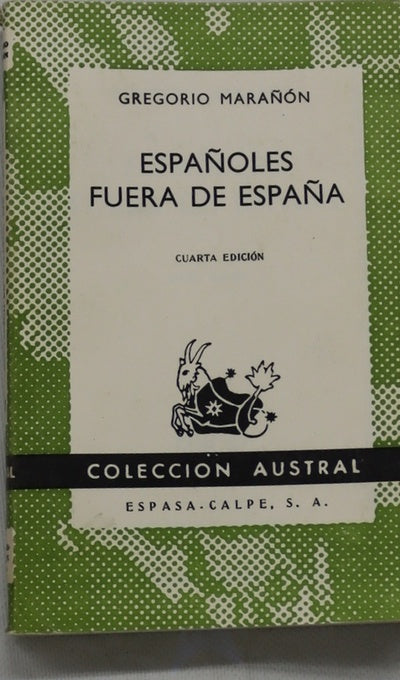 GREGORIO MARAÑÓN
ESPAÑOLES
FUERA DE ESPAÑA
CUARTA EDICIÓN
COLECCIÓN AUSTRAL
ESPASA-CALPE, S. A.